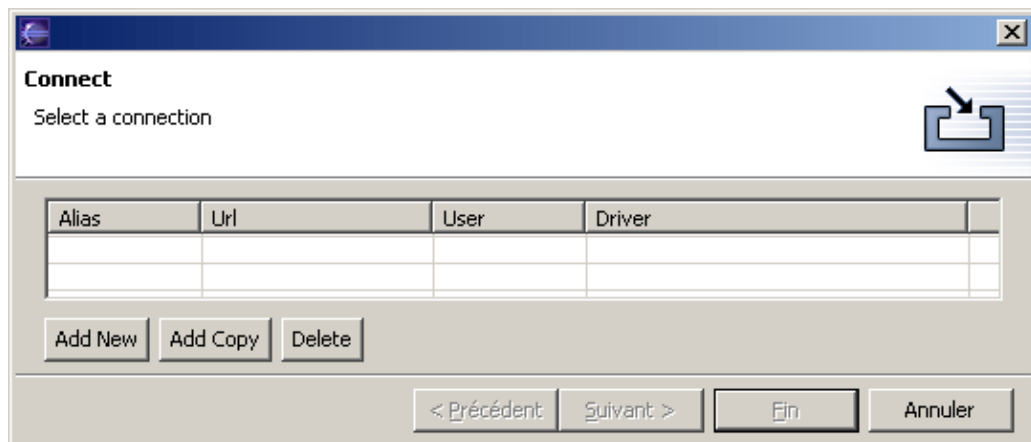 Connect
Select a connection
Alias Url User Driver
Add New Add Copy Delete
< Précédent Suivant > Fin Annuler